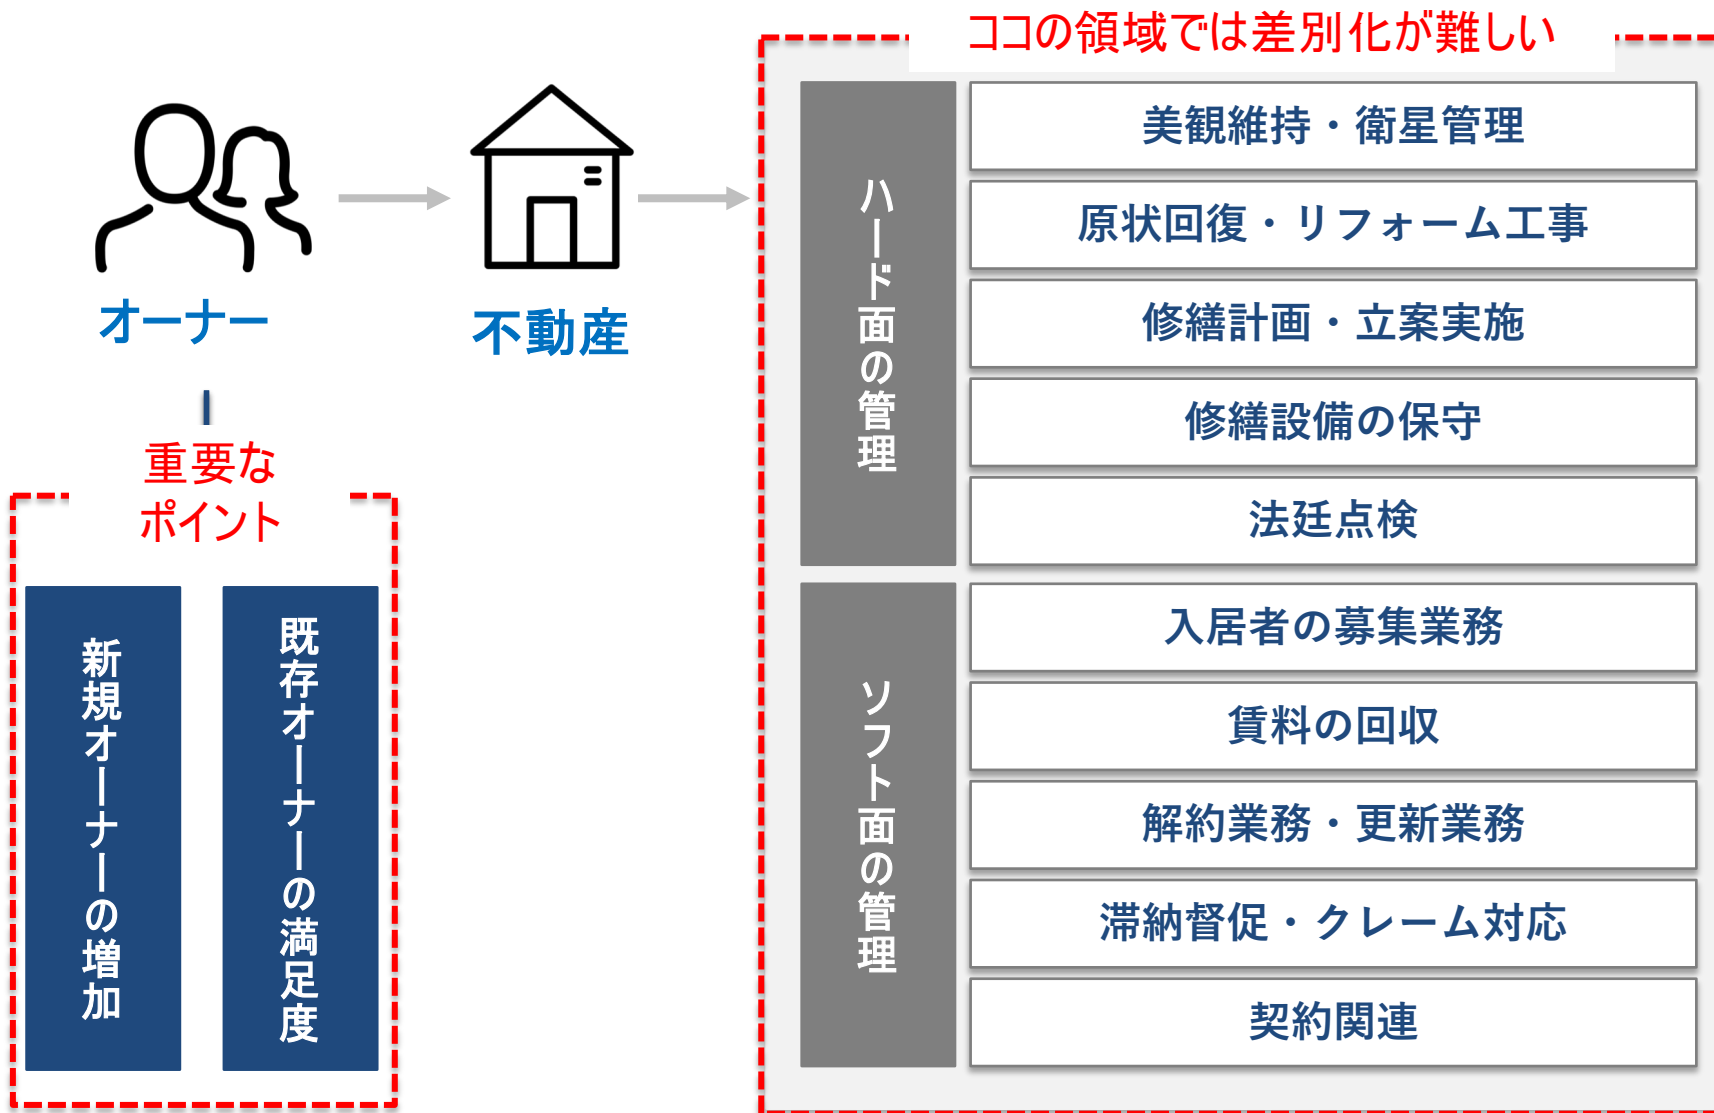 ココの領域では差別化が難しい
オーナー
不動産
重要な
ポイント
新規オーナーの増加
既存オーナーの満足度
ハード面の管理
美観維持・衛星管理
原状回復・リフォーム工事
修繕計画・立案実施
修繕設備の保守
法廷点検
ソフト面の管理
入居者の募集業務
賃料の回収
解約業務・更新業務
滞納督促・クレーム対応
契約関連